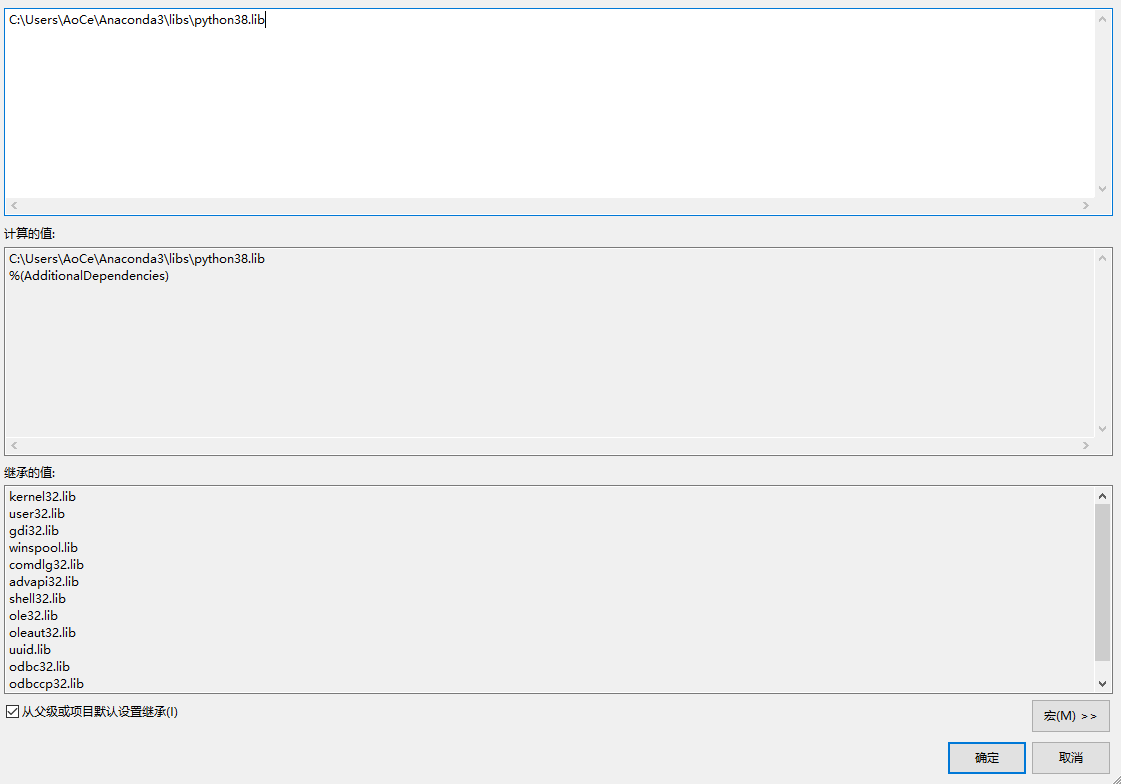 C:\Users\AoCe\Anaconda3\libs\python38.lib
计算的值:
C:\Users\AoCe\Anaconda3\libs\python38.lib
%(AdditionalDependencies)
继承的值:
kernel32.lib
user32.lib
gdi32.lib
winspool.lib
comdlg32.lib
advapi32.lib
shell32.lib
ole32.lib
oleaut32.lib
uuid.lib
odbc32.lib
odbccp32.lib
从父级或项目默认设置继承(I)
宏(M) >>
确定
取消